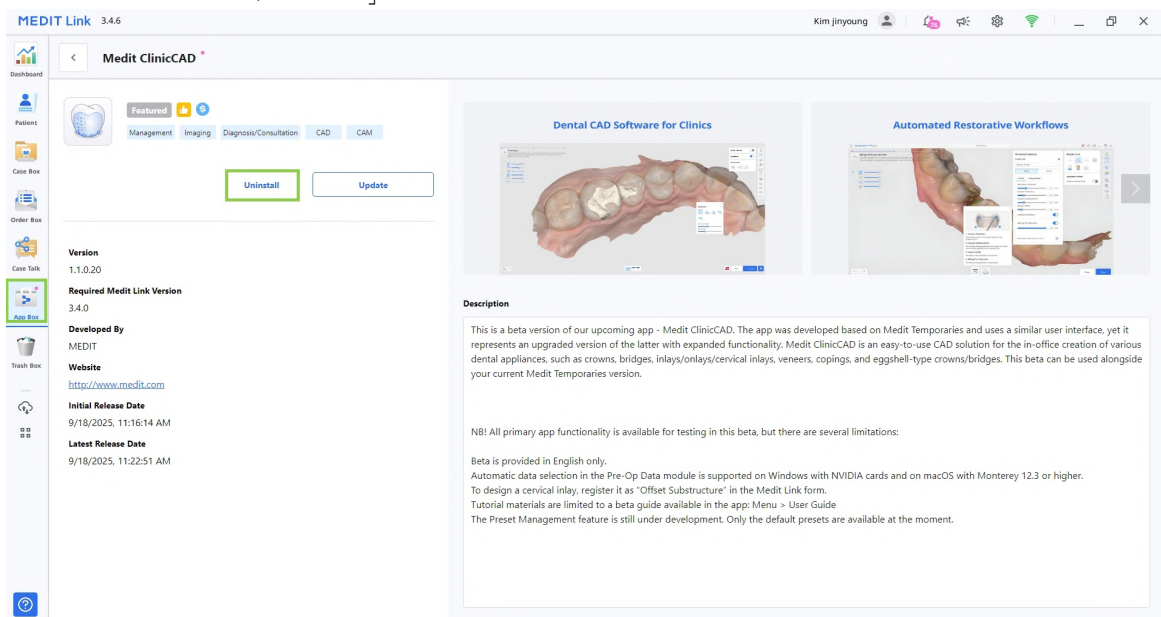 MEDIT Link 3.4.6
Kim jinyoung
76
Dashboard
Patient
Case Box
Order Box
Case Talk
App Box
Trash Box
Medit ClinicCAD *
Featured
Management Imaging Diagnosis/Consultation CAD CAM
Uninstall Update
Version
1.1.0.20
Required Medit Link Version
3.4.0
Developed By
MEDIT
Website
http://www.medit.com
Initial Release Date
9/18/2025, 11:16:14 AM
Latest Release Date
9/18/2025, 11:22:51 AM
Dental CAD Software for Clinics
Automated Restorative Workflows
Description
This is a beta version of our upcoming app - Medit ClinicCAD. The app was developed based on Medit Temporaries and uses a similar user interface, yet it
represents an upgraded version of the latter with expanded functionality. Medit ClinicCAD is an easy-to-use CAD solution for the in-office creation of various
dental appliances, such as crowns, bridges, inlays/onlays/cervical inlays, veneers, copings, and eggshell-type crowns/bridges. This beta can be used alongside
your current Medit Temporaries version.
NB! All primary app functionality is available for testing in this beta, but there are several limitations:
Beta is provided in English only.
Automatic data selection in the Pre-Op Data module is supported on Windows with NVIDIA cards and on macOS with Monterey 12.3 or higher.
To design a cervical inlay, register it as "Offset Substructure" in the Medit Link form.
Tutorial materials are limited to a beta guide available in the app: Menu > User Guide
The Preset Management feature is still under development. Only the default presets are available at the moment.